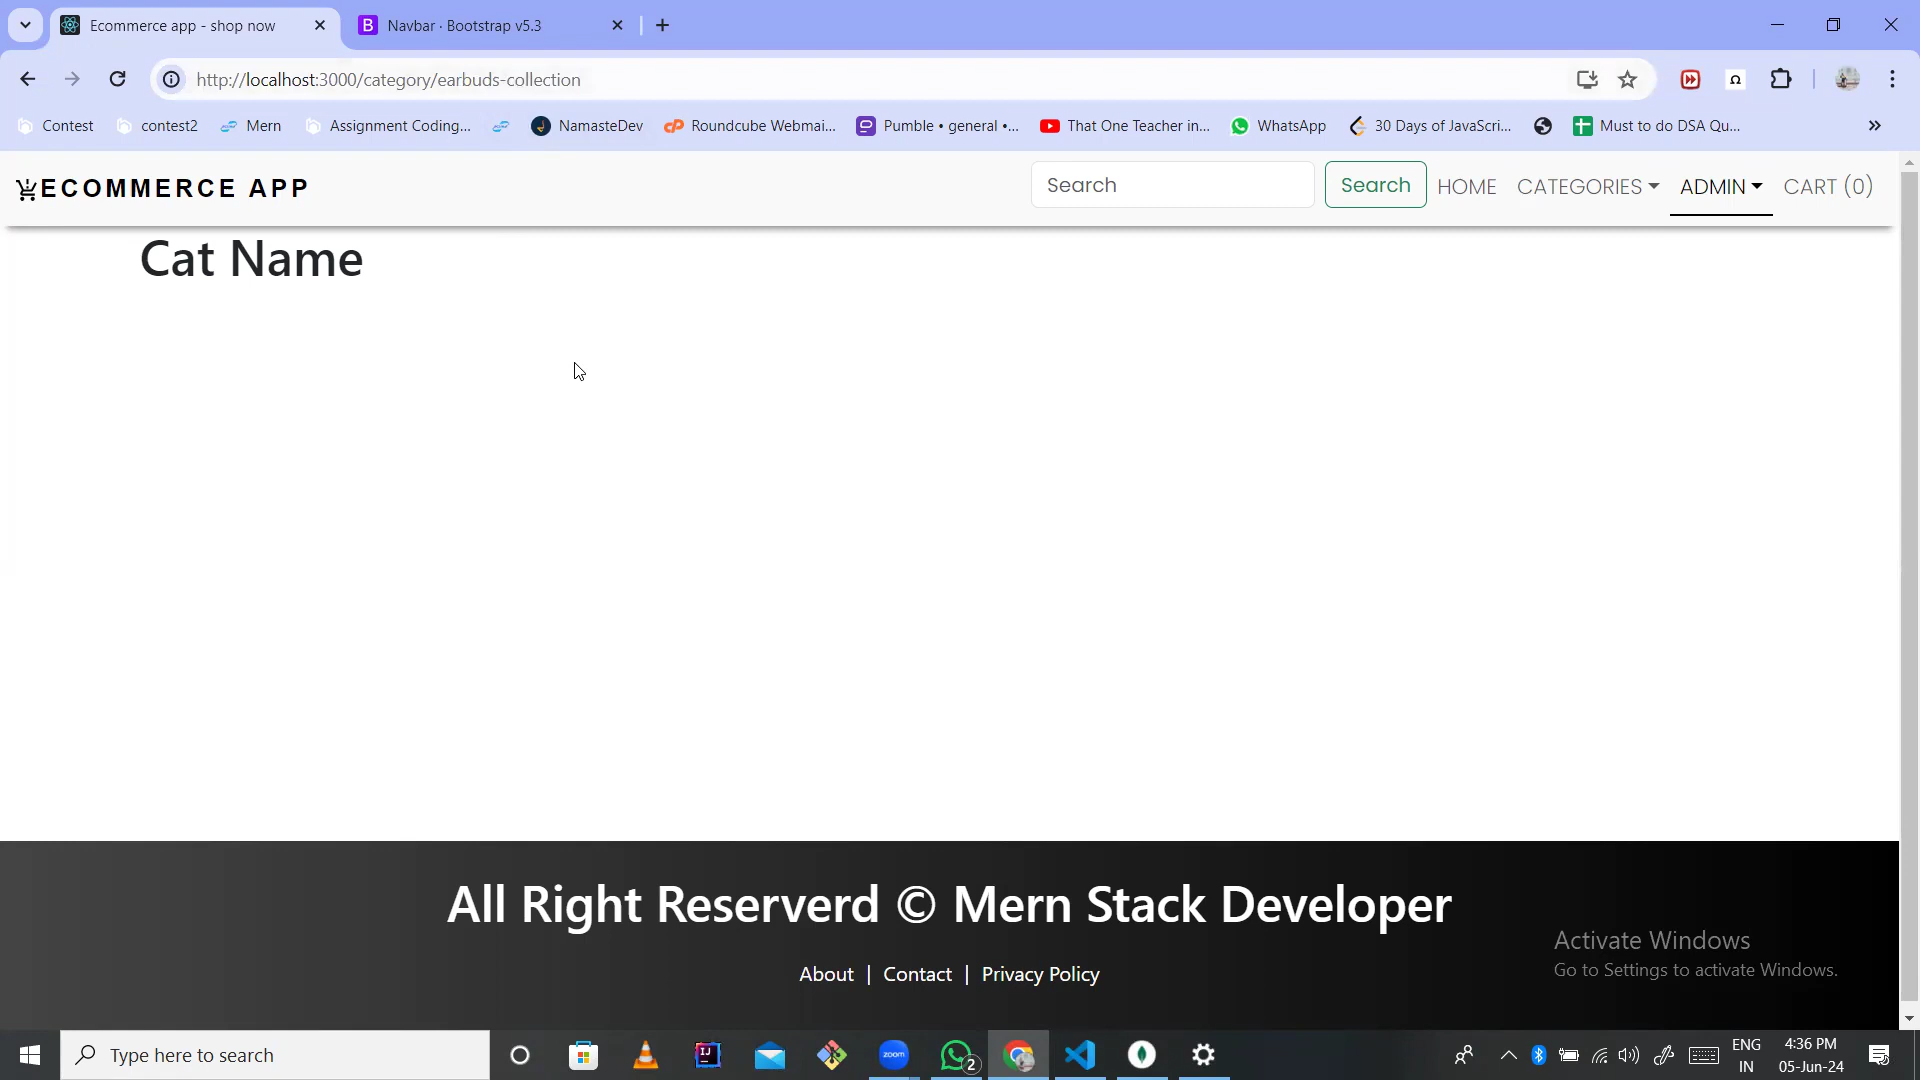 Ecommerce app - shop now
Navbar · Bootstrap v5.3
http://localhost:3000/category/earbuds-collection
Contest
contest2
Mern
Assignment Coding...
NamasteDev
Roundcube Webmai...
Pumble • general •...
That One Teacher in...
WhatsApp
30 Days of JavaScri...
Must to do DSA Qu...
ECOMMERCE APP
Search
Search
HOME
CATEGORIES
ADMIN
CART (0)
Cat Name
All Right Reserverd © Mern Stack Developer
About | Contact | Privacy Policy
Activate Windows
Go to Settings to activate Windows.
Type here to search
zoom
2
ENG
IN
4:36 PM
05-Jun-24